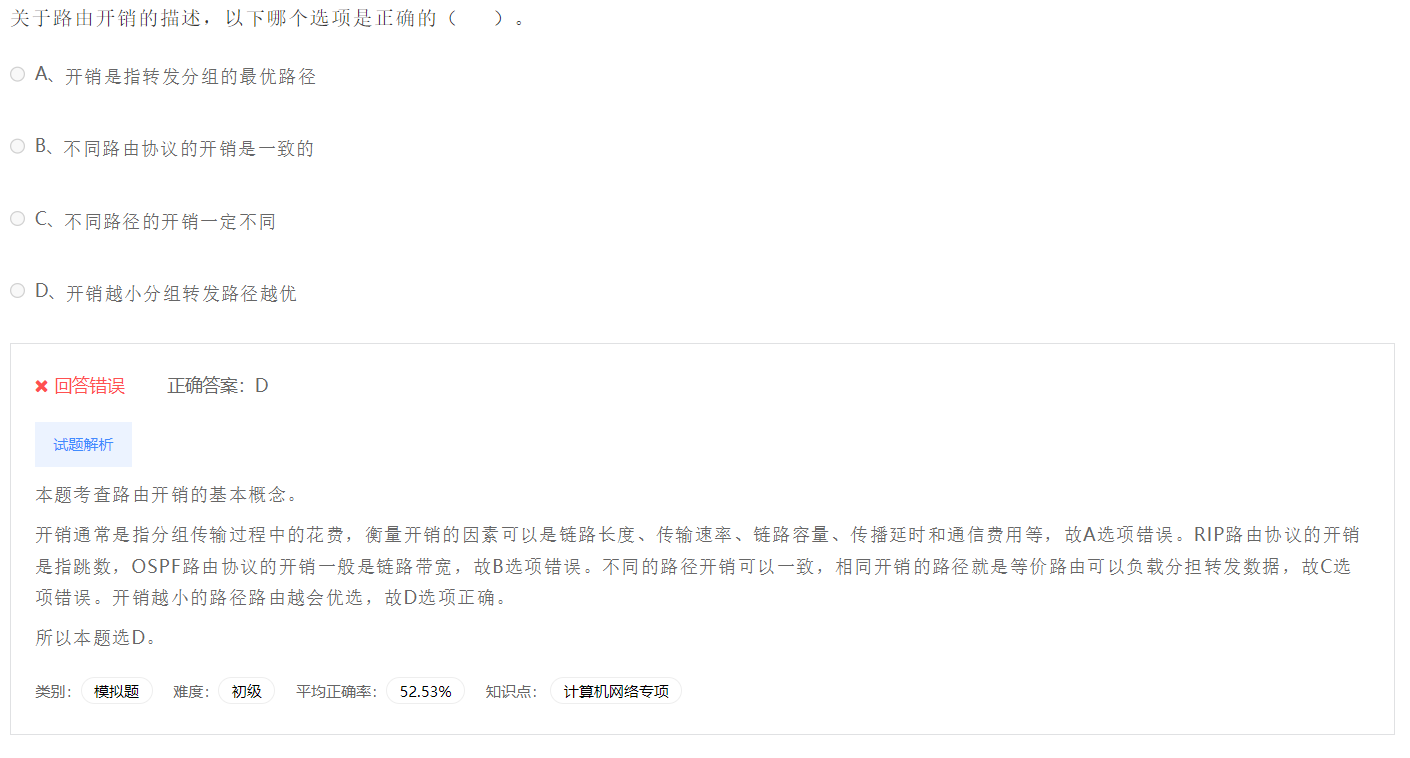 关于路由开销的描述，以下哪个选项是正确的（　　）。
A、开销是指转发分组的最优路径
B、不同路由协议的开销是一致的
C、不同路径的开销一定不同
D、开销越小分组转发路径越优
回答错误 正确答案：D
试题解析
本题考查路由开销的基本概念。
开销通常是指分组传输过程中的花费，衡量开销的因素可以是链路长度、传输速率、链路容量、传播延时和通信费用等，故A选项错误。RIP路由协议的开销
是指跳数，OSPF路由协议的开销一般是链路带宽，故B选项错误。不同的路径开销可以一致，相同开销的路径就是等价路由可以负载分担转发数据，故C选
项错误。开销越小的路径路由越会优选，故D选项正确。
所以本题选D。
类别： 模拟题 难度： 初级 平均正确率： 52.53% 知识点： 计算机网络专项